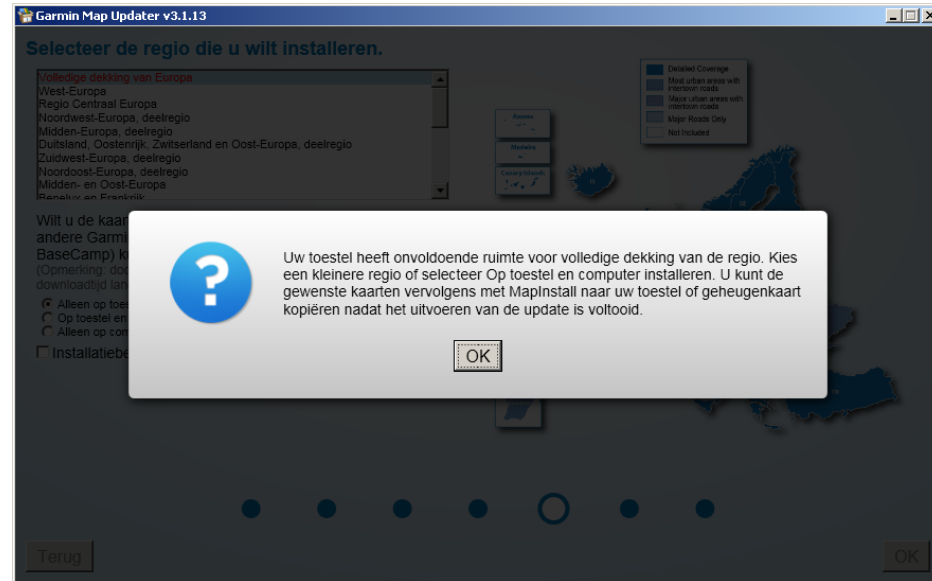 Garmin Map Updater v3.1.13
Selecteer de regio die u wilt installeren.
Volledige dekking van Europa
West-Europa
Regio Centraal Europa
Noordwest-Europa, deelregio
Midden-Europa, deelregio
Duitsland, Oostenrijk, Zwitserland en Oost-Europa, deelregio
Zuidwest-Europa, deelregio
Noordoost-Europa, deelregio
Midden- en Oost-Europa
Benelux en Frankrijk
Detailed Coverage
Most urban areas with
intertown roads
Major urban areas with
intertown roads
Major Roads Only
Not Included
Azores
Madeira
Canary Islands
Wilt u de kaar
andere Garmi
BaseCamp) k
(Opmerking: doo
downloadtijd lan
Alleen op toes
Op toestel en
Alleen op com
Installatiebe
Uw toestel heeft onvoldoende ruimte voor volledige dekking van de regio. Kies
een kleinere regio of selecteer Op toestel en computer installeren. U kunt de
gewenste kaarten vervolgens met MapInstall naar uw toestel of geheugenkaart
kopiëren nadat het uitvoeren van de update is voltooid.
OK
Terug
OK